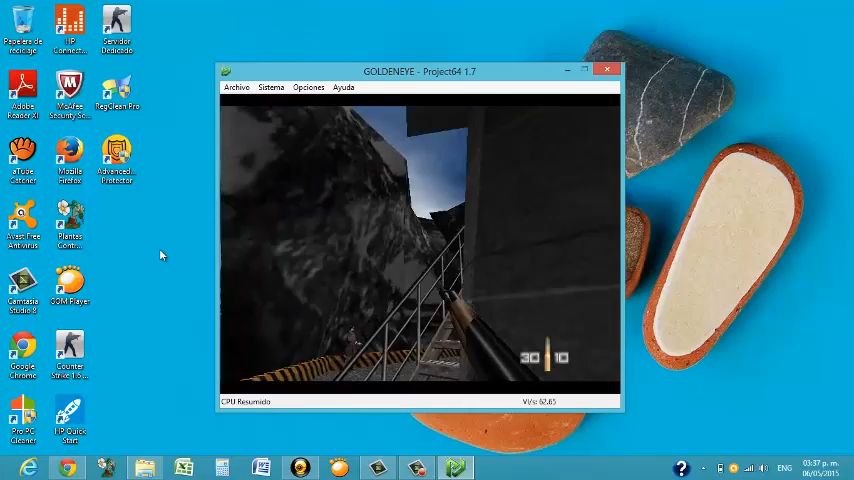 Papelera de
reciclaje
HP
Connect...
Servidor
Dedicado
Adobe
Reader XI
McAfee
Security Se...
RegClean Pro
aTube
Catcher
Mozilla
Firefox
Advanced...
Protector
Avast Free
Antivirus
Plantas
Contr...
Camtasia
Studio 8
GOM Player
Google
Chrome
Counter
Strike 1.6 ...
Pro PC
Cleaner
HP Quick
Start
GOLDENEYE - Project64 1.7
Archivo Sistema Opciones Ayuda
30 10
CPU Resumido
VI/s: 62.85
ENG
03:37 p. m.
06/05/2015